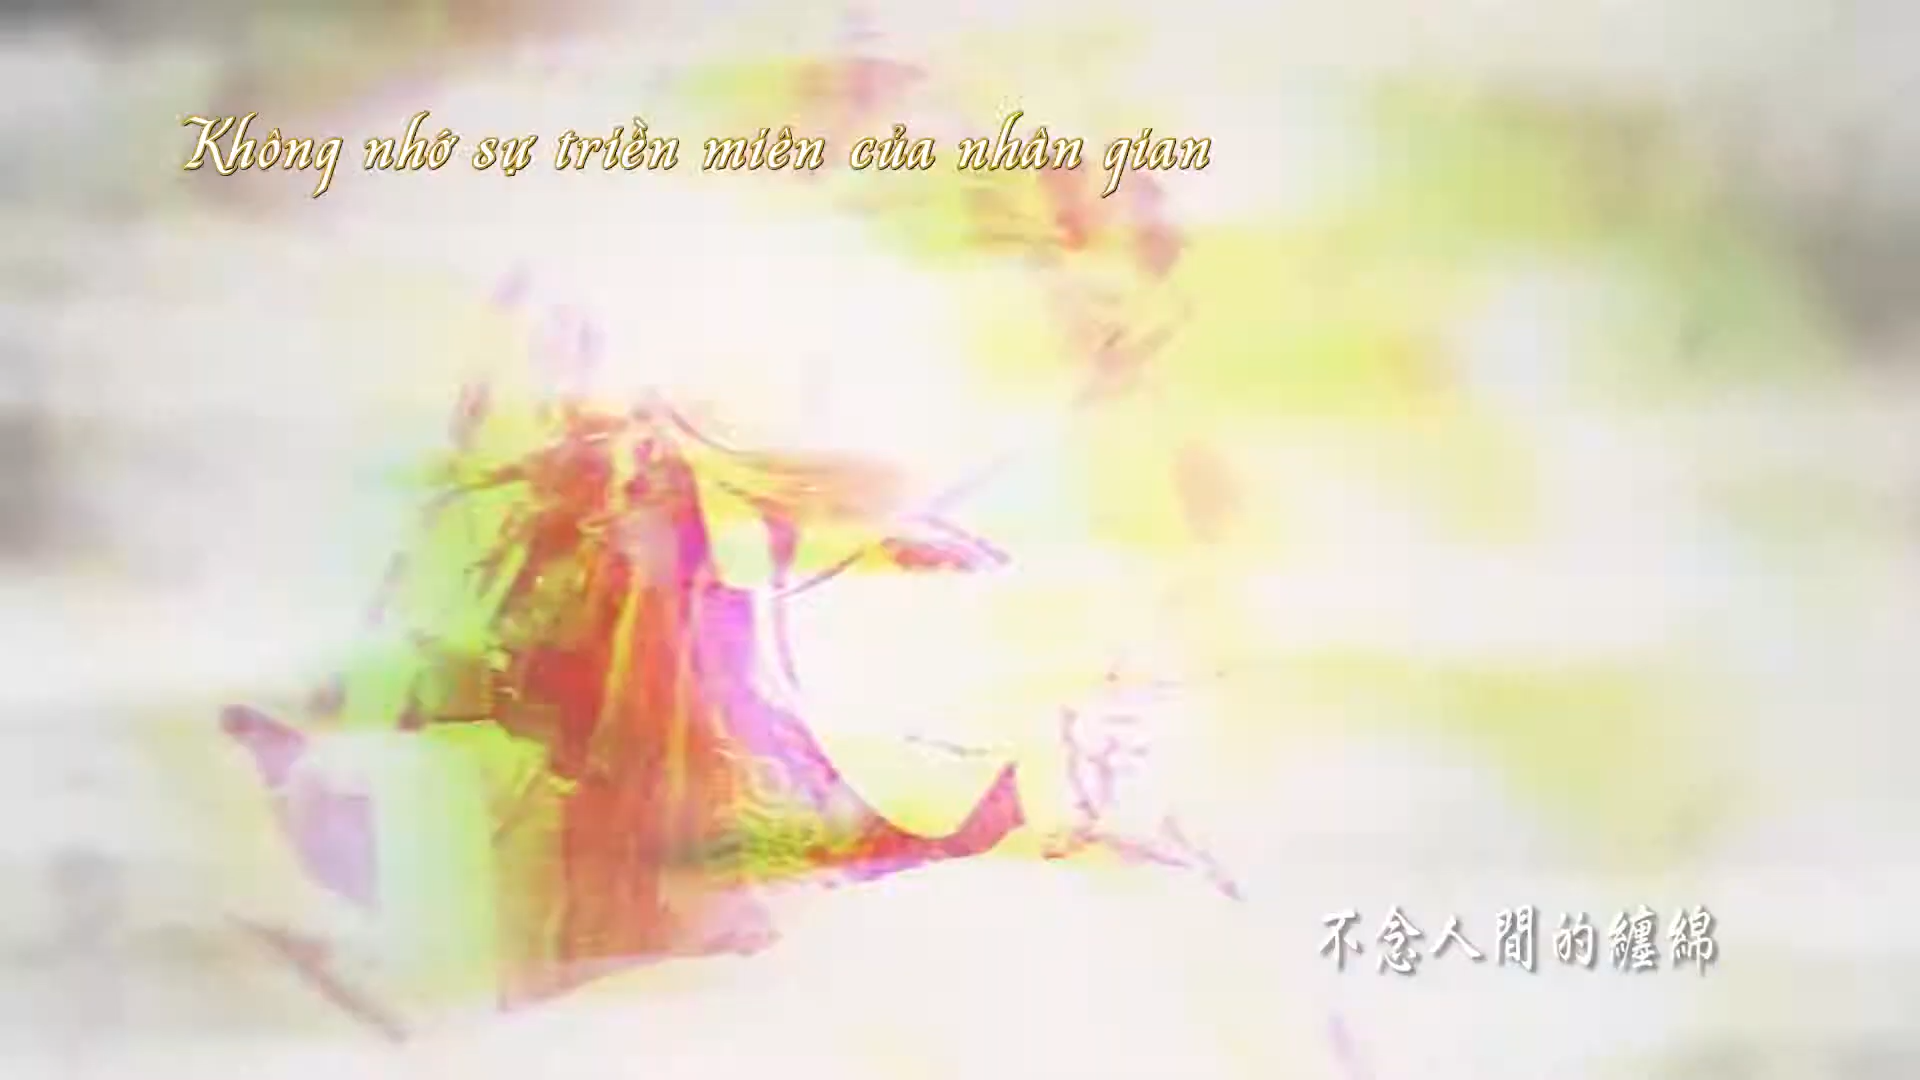 Không nhớ sự triền miên của nhân gian
不念人間的纏綿